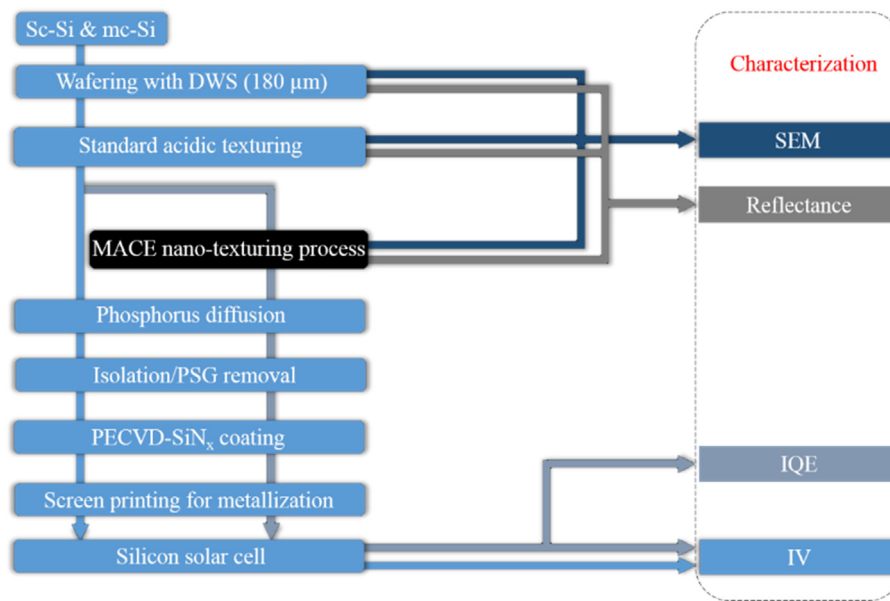 Sc-Si & mc-Si
Wafering with DWS (180 µm)
Standard acidic texturing
MACE nano-texturing process
Phosphorus diffusion
Isolation/PSG removal
PECVD-SiNx coating
Screen printing for metallization
Silicon solar cell
Characterization
SEM
Reflectance
IQE
IV